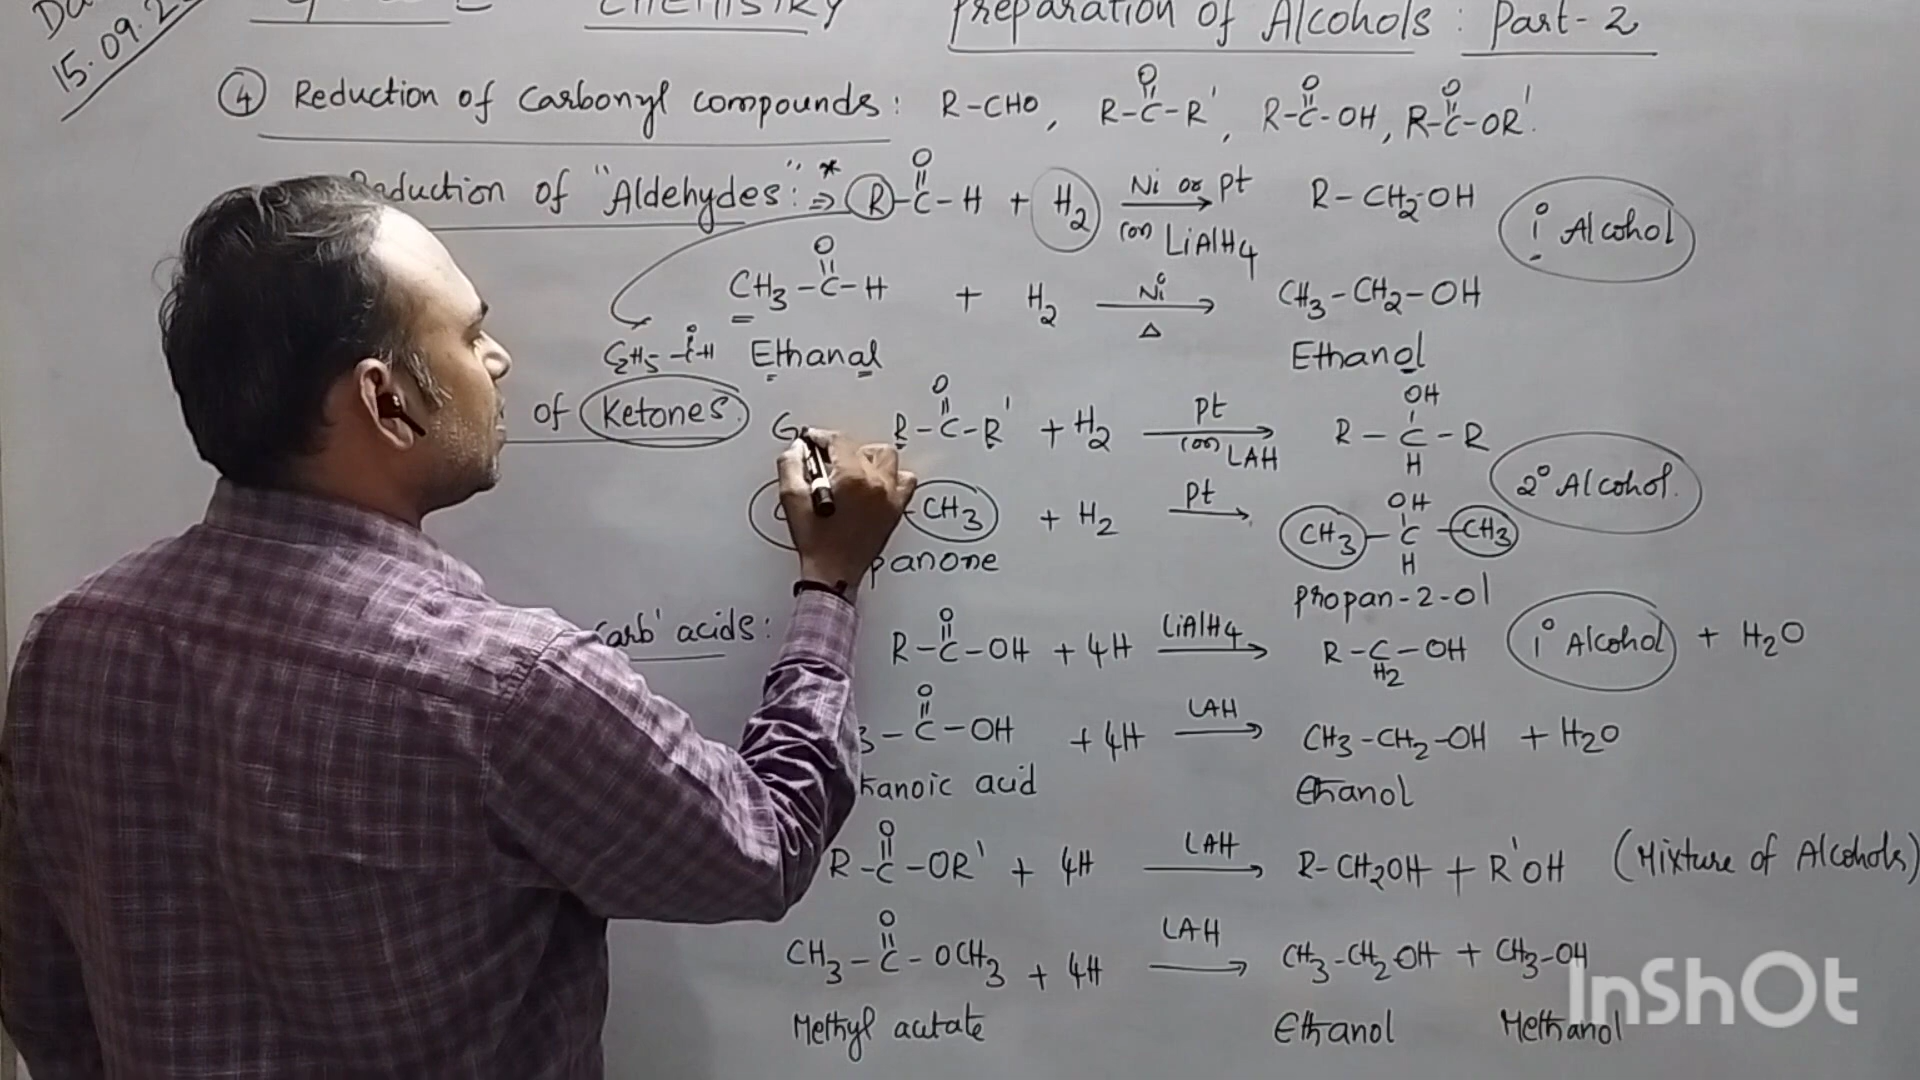 15.09.2
CHEMISTRY Preparation of Alcohols : Part-2
④ Reduction of Carbonyl compounds : R-CHO, R-C-R', R-C-OH, R-C-OR'.
O O O
Reduction of "Aldehydes:" * ⇒ R-C-H + H2 → R-CH2-OH 1° Alcohol
O Ni or Pt
(or) LiAlH4
CH3-C-H + H2 → CH3-CH2-OH
O Ni
Δ
C2H5-C-H Ethanal Ethanol
O
of Ketones. R-C-R' + H2 → R-C-R 2° Alcohol.
O Pt OH
(or) LAH H
CH3 + H2 → CH3-C-CH3
Pt OH
H
panone propan-2-ol
Carb' acids : R-C-OH + 4H → R-C-OH 1° Alcohol + H2O
O LiAlH4 H2
3-C-OH + 4H → CH3-CH2-OH + H2O
O LAH
hanoic acid Ethanol
R-C-OR' + 4H → R-CH2OH + R'OH (Mixture of Alcohols)
O LAH
CH3-C-OCH3 + 4H → CH3-CH2-OH + CH3-OH
O LAH
Methyl acetate Ethanol Methanol
InShOt